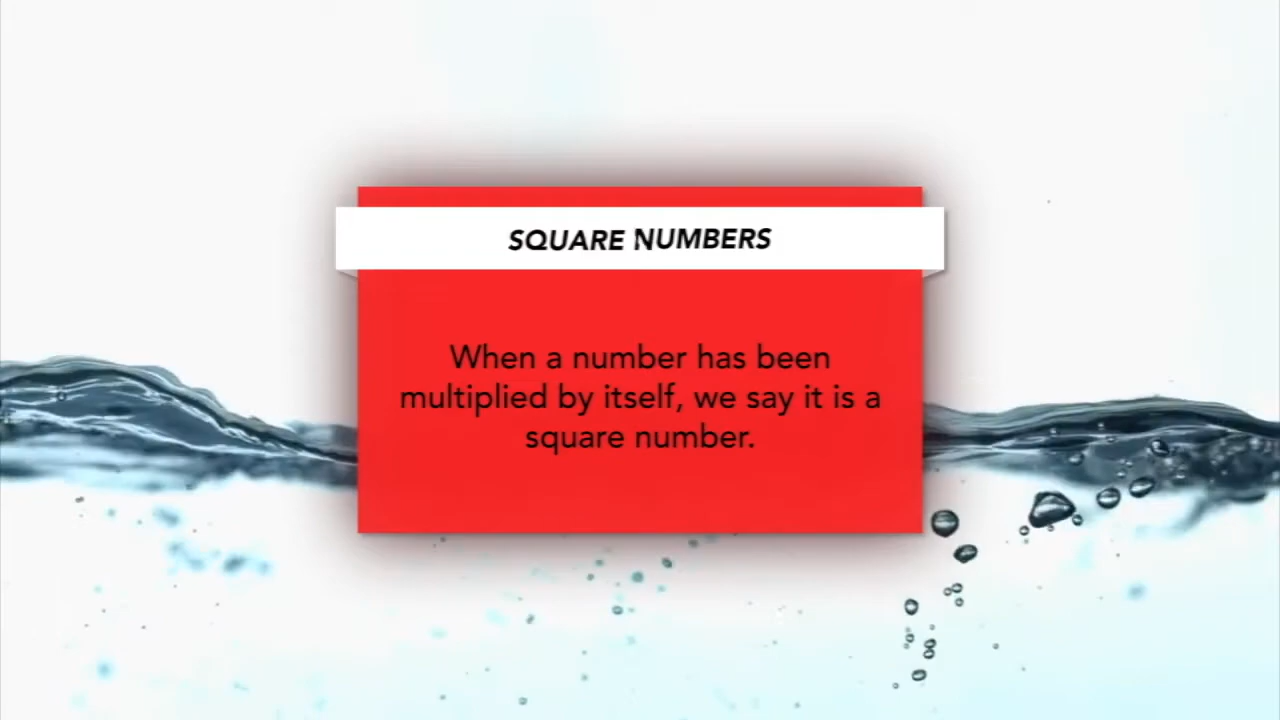 SQUARE NUMBERS
When a number has been
multiplied by itself, we say it is a
square number.